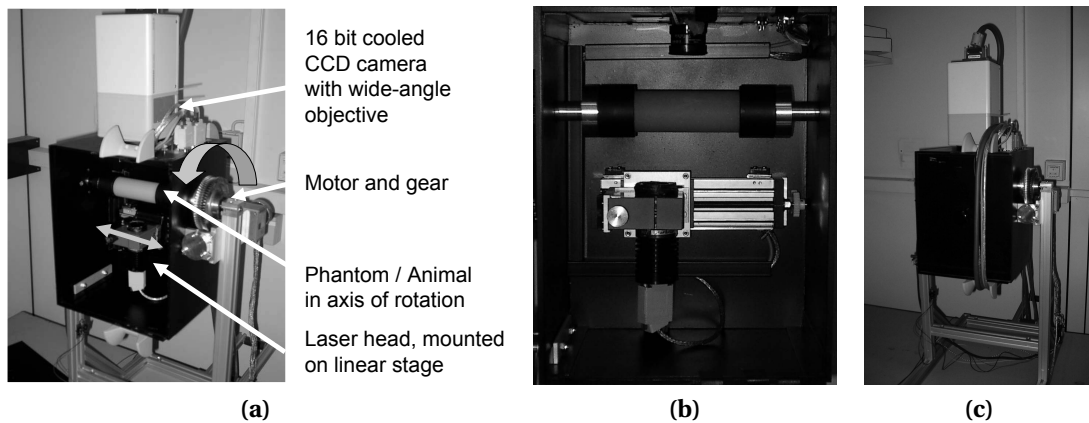 16 bit cooled
CCD camera
with wide-angle
objective
Motor and gear
Phantom / Animal
in axis of rotation
Laser head, mounted
on linear stage
(a)
(b)
(c)